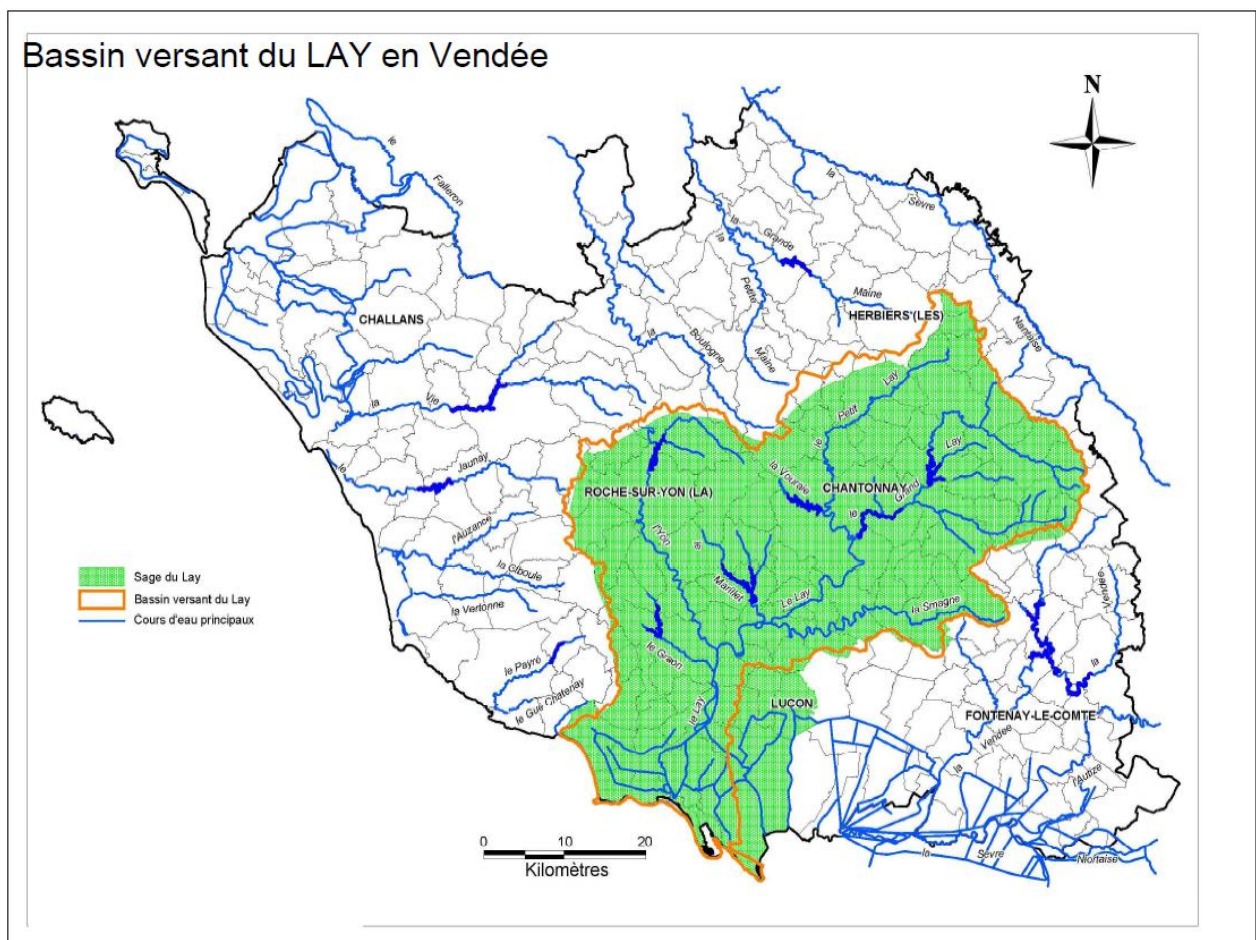 Bassin versant du LAY en Vendée
N
le
Falleron
la
Sèvre
la
Grande
la
Petite
Maine
CHALLANS
HERBIERS (LES)
Nantaise
la
Boulogne
Maine
la
Vie
Petit
Lay
le
le
Jaunay
ROCHE-SUR-YON (LA)
la Vouraie
CHANTONNAY
Lay
le
Grand
l'Auzance
l'Yon
le
la Ciboule
Marillet
Sage du Lay
Bassin versant du Lay
Cours d'eau principaux
la Vertonne
Le Lay
la Smagne
Vendée
la
le Graon
le Payré
le Gué Chatenay
le Lay
LUCON
FONTENAY-LE-COMTE
la
Vendée
l'Autize
0 10 20
Kilomètres
la
Sèvre
Niortaise